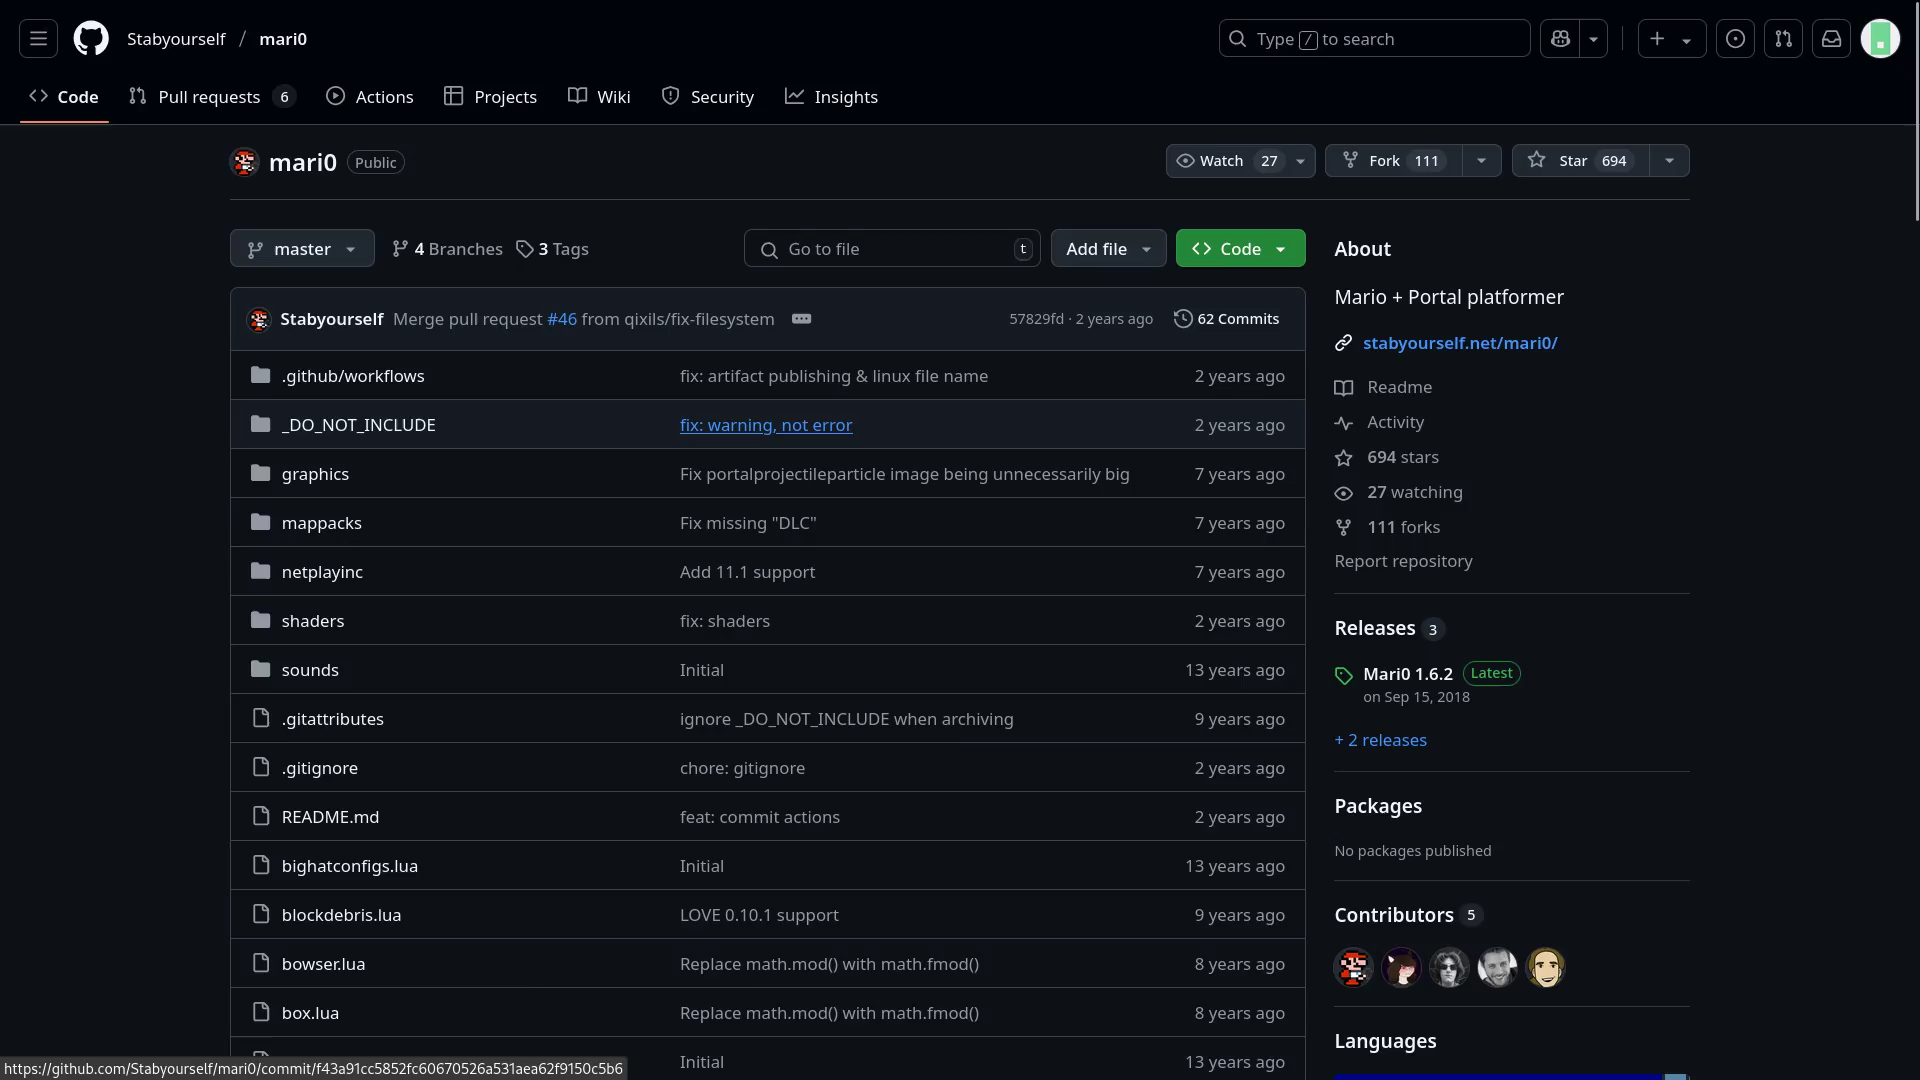 Stabyourself / mari0
Type / to search
Code
Pull requests 6
Actions
Projects
Wiki
Security
Insights
mari0 Public
Watch 27
Fork 111
Star 694
master
4 Branches
3 Tags
Go to file t
Add file
Code
Stabyourself Merge pull request #46 from qixils/fix-filesystem
57829fd · 2 years ago
62 Commits
.github/workflows fix: artifact publishing & linux file name 2 years ago
_DO_NOT_INCLUDE fix: warning, not error 2 years ago
graphics Fix portalprojectileparticle image being unnecessarily big 7 years ago
mappacks Fix missing "DLC" 7 years ago
netplayinc Add 11.1 support 7 years ago
shaders fix: shaders 2 years ago
sounds Initial 13 years ago
.gitattributes ignore _DO_NOT_INCLUDE when archiving 9 years ago
.gitignore chore: gitignore 2 years ago
README.md feat: commit actions 2 years ago
bighatconfigs.lua Initial 13 years ago
blockdebris.lua LOVE 0.10.1 support 9 years ago
bowser.lua Replace math.mod() with math.fmod() 8 years ago
box.lua Replace math.mod() with math.fmod() 8 years ago
Initial 13 years ago
https://github.com/Stabyourself/mari0/commit/f43a91cc5852fc60670526a531aea62f9150c5b6
About
Mario + Portal platformer
stabyourself.net/mari0/
Readme
Activity
694 stars
27 watching
111 forks
Report repository
Releases 3
Mari0 1.6.2 Latest
on Sep 15, 2018
+ 2 releases
Packages
No packages published
Contributors 5
Languages